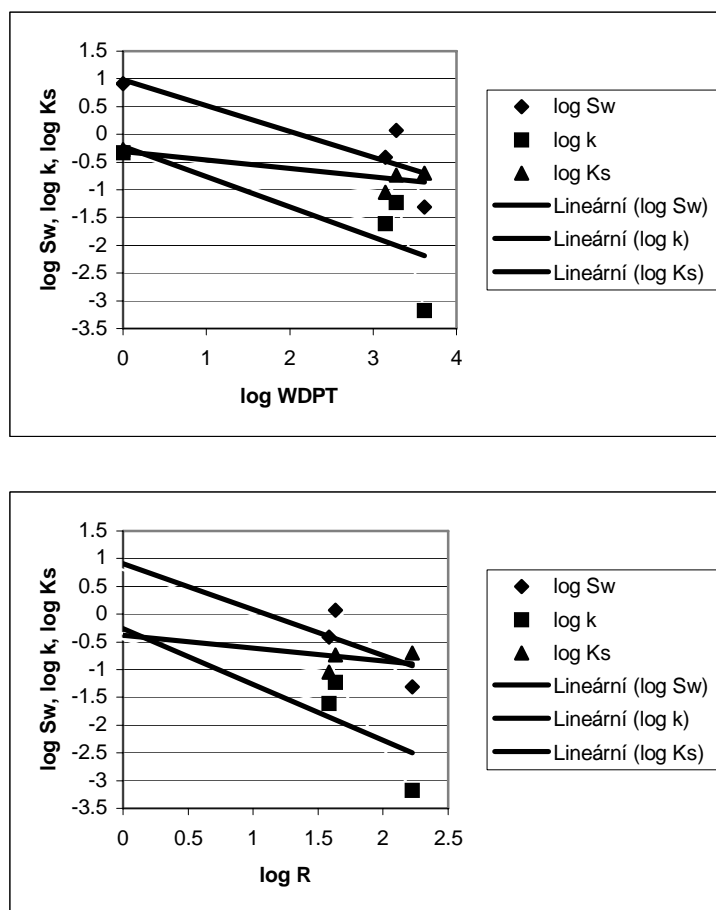 log Sw, log k, log Ks
1.5
1
0.5
0
-0.5
-1
-1.5
-2
-2.5
-3
-3.5
0 1 2 3 4
log WDPT
log Sw
log k
log Ks
Lineární (log Sw)
Lineární (log k)
Lineární (log Ks)
log Sw, log k, log Ks
1.5
1
0.5
0
-0.5
-1
-1.5
-2
-2.5
-3
-3.5
0 0.5 1 1.5 2 2.5
log R
log Sw
log k
log Ks
Lineární (log Sw)
Lineární (log k)
Lineární (log Ks)